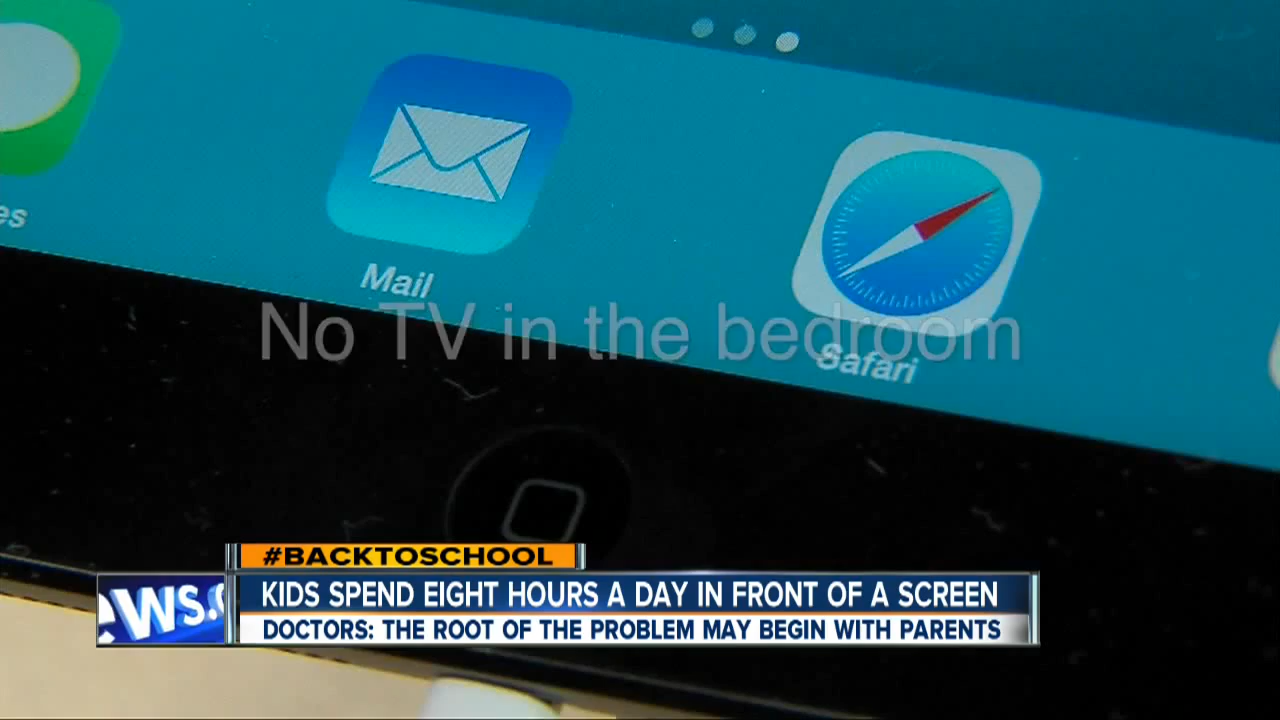 es
Mail
Safari
No TV in the bedroom
#BACKTOSCHOOL
KIDS SPEND EIGHT HOURS A DAY IN FRONT OF A SCREEN
DOCTORS: THE ROOT OF THE PROBLEM MAY BEGIN WITH PARENTS